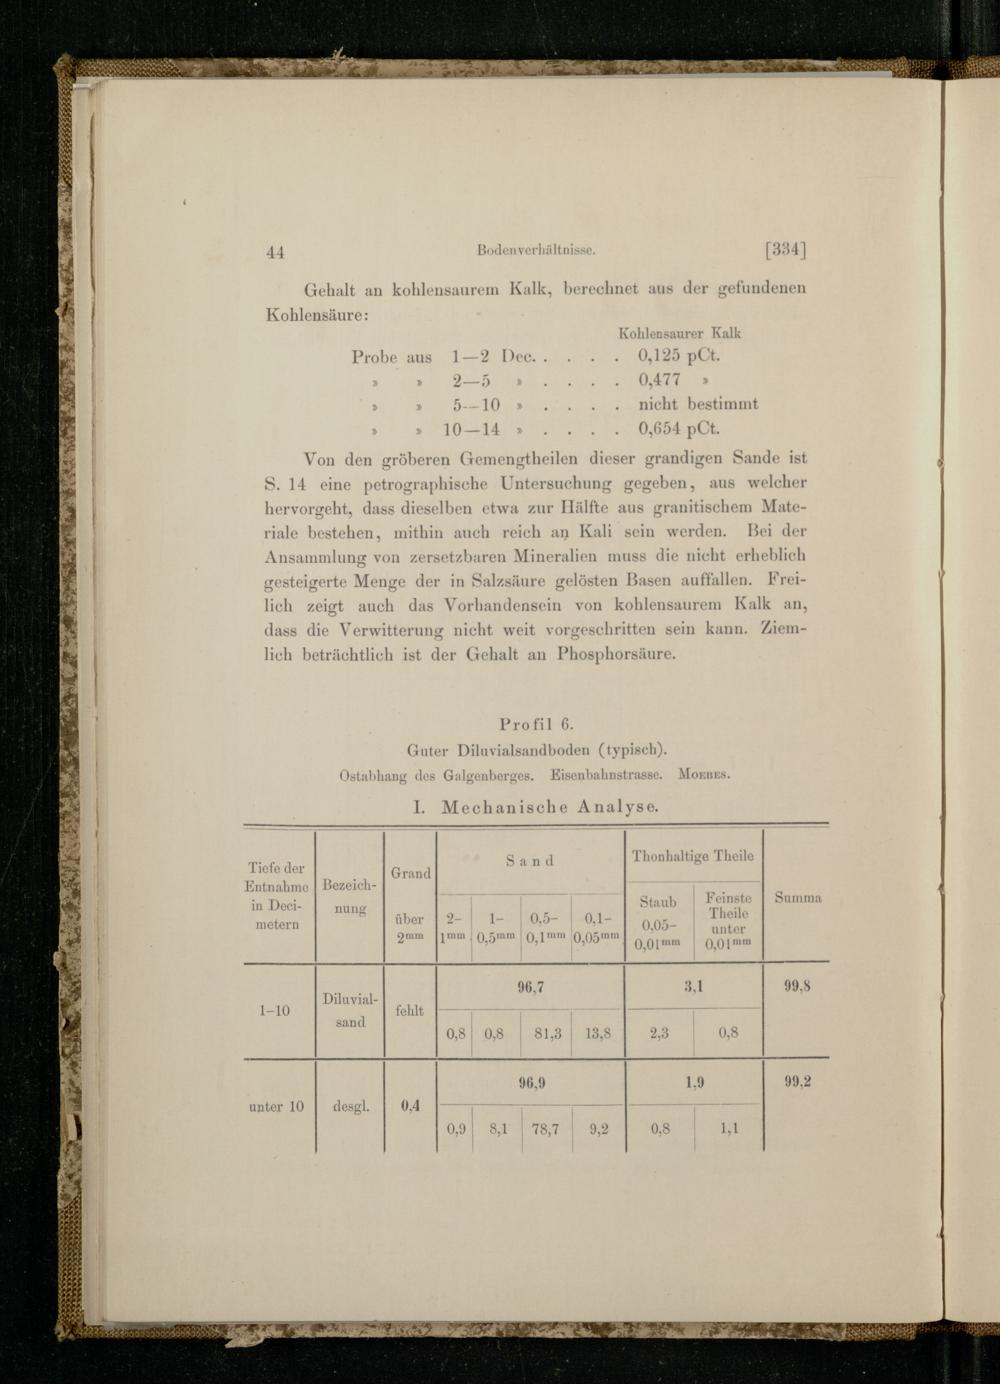 44 Bodenverhältnisse. [334]
Gehalt an kohlensaurem Kalk, berechnet aus der gefundenen
Kohlensäure:
Kohlensaurer Kalk
Probe aus 1—2 Dec. . . . . 0,125 pCt.
» » 2—5 » . . . . 0,477 »
» » 5—10 » . . . . nicht bestimmt
» » 10—14 » . . . . 0,654 pCt.
Von den gröberen Gemengtheilen dieser grandigen Sande ist
S. 14 eine petrographische Untersuchung gegeben, aus welcher
hervorgeht, dass dieselben etwa zur Hälfte aus granitischem Mate-
riale bestehen, mithin auch reich an Kali sein werden. Bei der
Ansammlung von zersetzbaren Mineralien muss die nicht erheblich
gesteigerte Menge der in Salzsäure gelösten Basen auffallen. Frei-
lich zeigt auch das Vorhandensein von kohlensaurem Kalk an,
dass die Verwitterung nicht weit vorgeschritten sein kann. Ziem-
lich beträchtlich ist der Gehalt an Phosphorsäure.
Profil 6.
Guter Diluvialsandboden (typisch).
Ostabhang des Galgenberges. Eisenbahnstrasse. MOEBES.
I. Mechanische Analyse.
Tiefe der
Entnahme
in Deci-
metern
Bezeich-
nung
Grand
über
2mm
Sand
2–
1mm
1–
0,5mm
0,5–
0,1mm
0,1–
0,05mm
Thonhaltige Theile
Staub
0,05–
0,01mm
Feinste
Theile
unter
0,01mm
Summa
1–10
Diluvial-
sand
fehlt
96,7
3,1
99,8
0,8 0,8 81,3 13,8 2,3 0,8
unter 10
desgl.
0,4
96,9
1,9
99,2
0,9 8,1 78,7 9,2 0,8 1,1